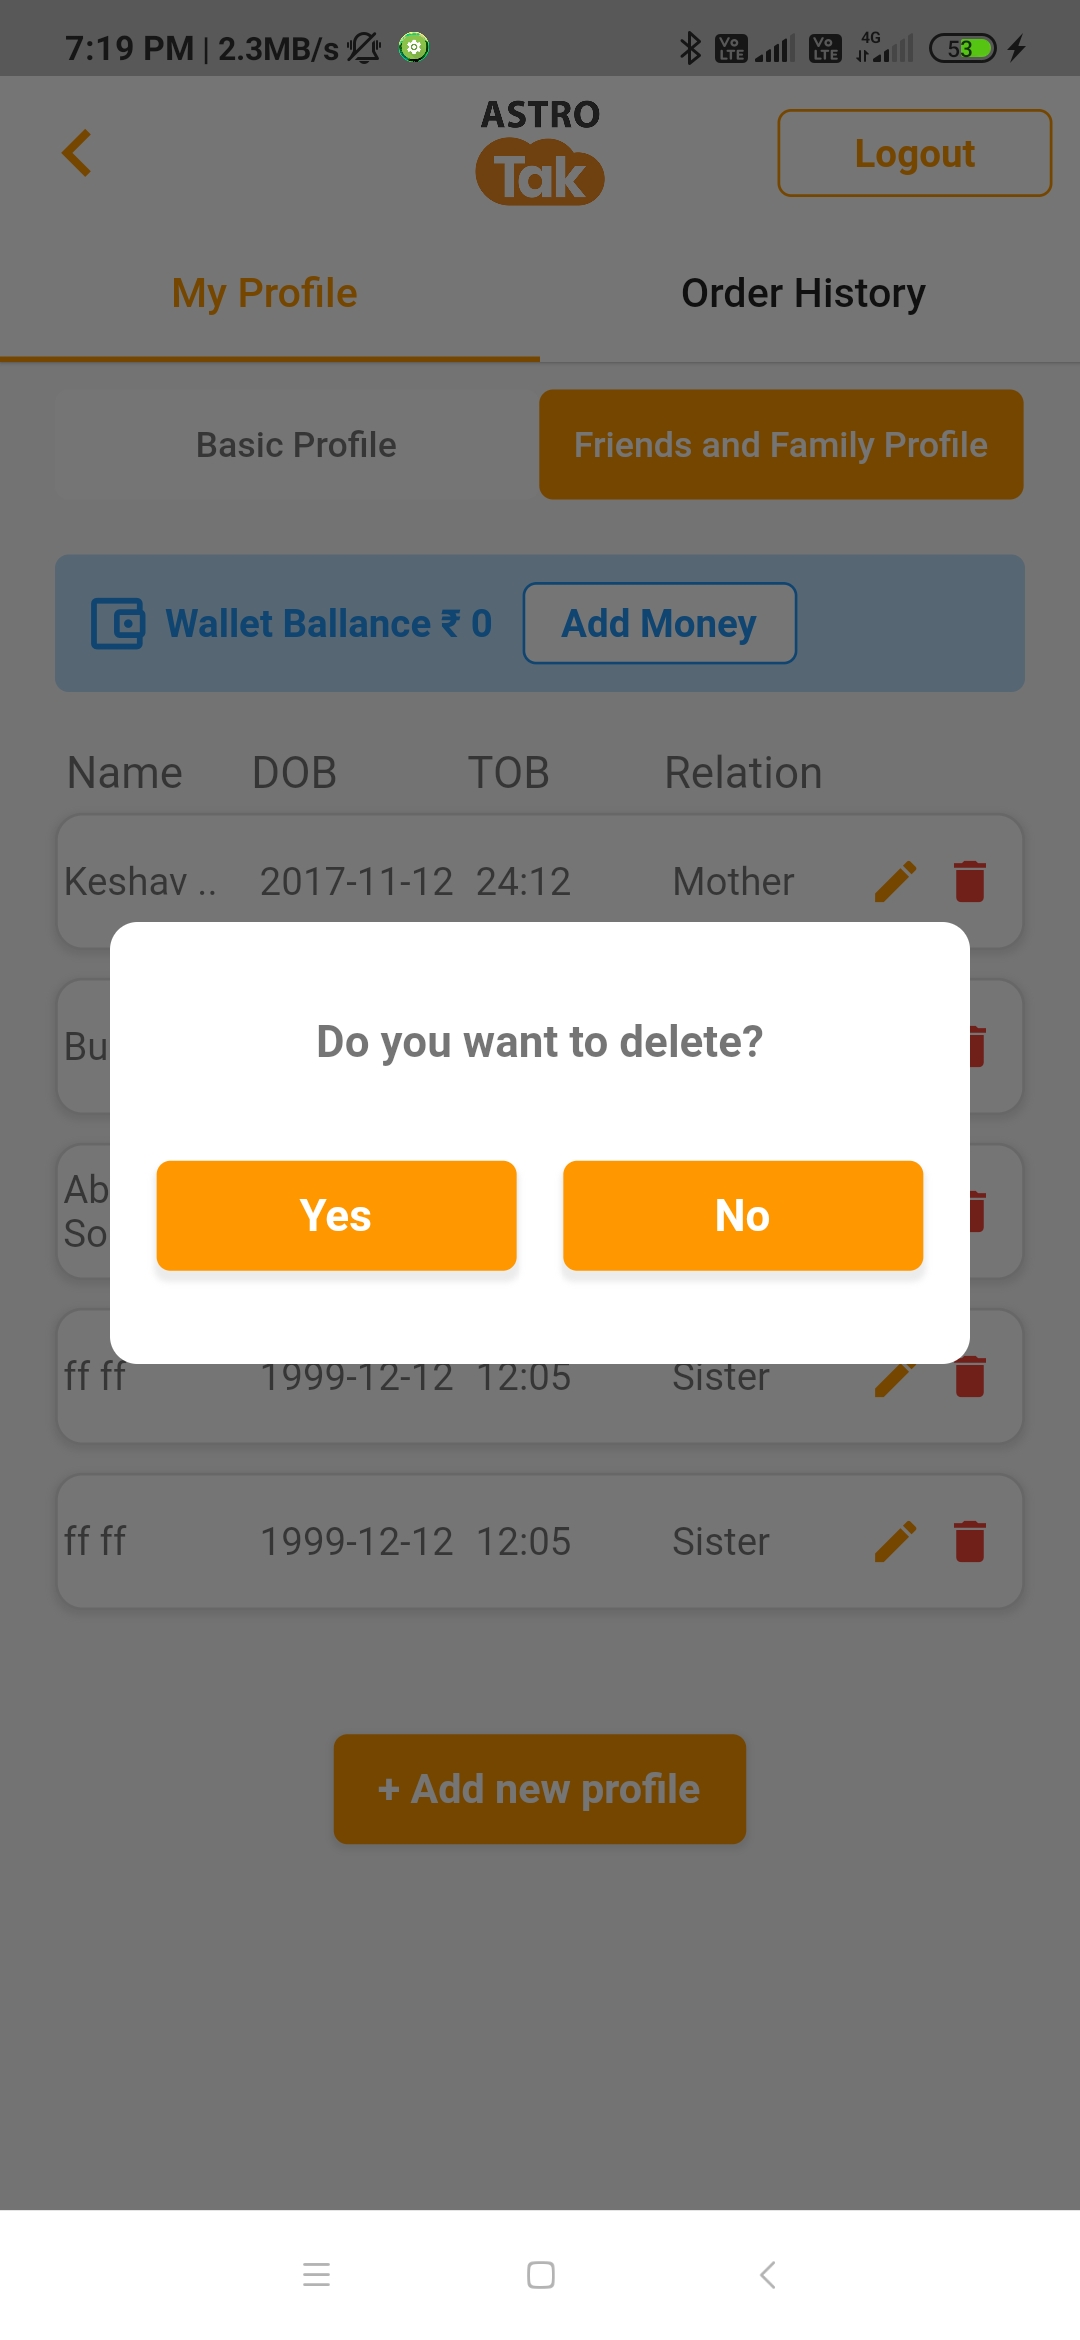 7:19 PM | 2.3MB/s
Vo LTE Vo LTE 4G 53
ASTRO
Tak
Logout
My Profile Order History
Basic Profile Friends and Family Profile
Wallet Ballance ₹ 0 Add Money
Name DOB TOB Relation
Keshav .. 2017-11-12 24:12 Mother
Bu
Do you want to delete?
Ab
So
Yes No
ff ff 1999-12-12 12:05 Sister
ff ff 1999-12-12 12:05 Sister
+ Add new profile